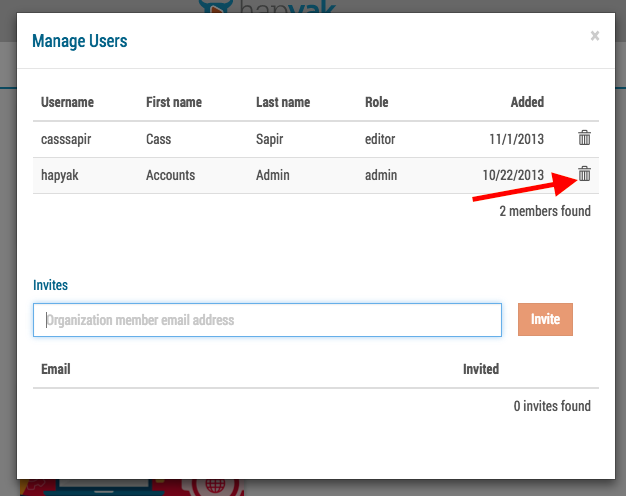 hapyak
Manage Users ×
Username First name Last name Role Added
casssapir Cass Sapir editor 11/1/2013
hapyak Accounts Admin admin 10/22/2013
2 members found
Invites
Organization member email address Invite
Email Invited
0 invites found